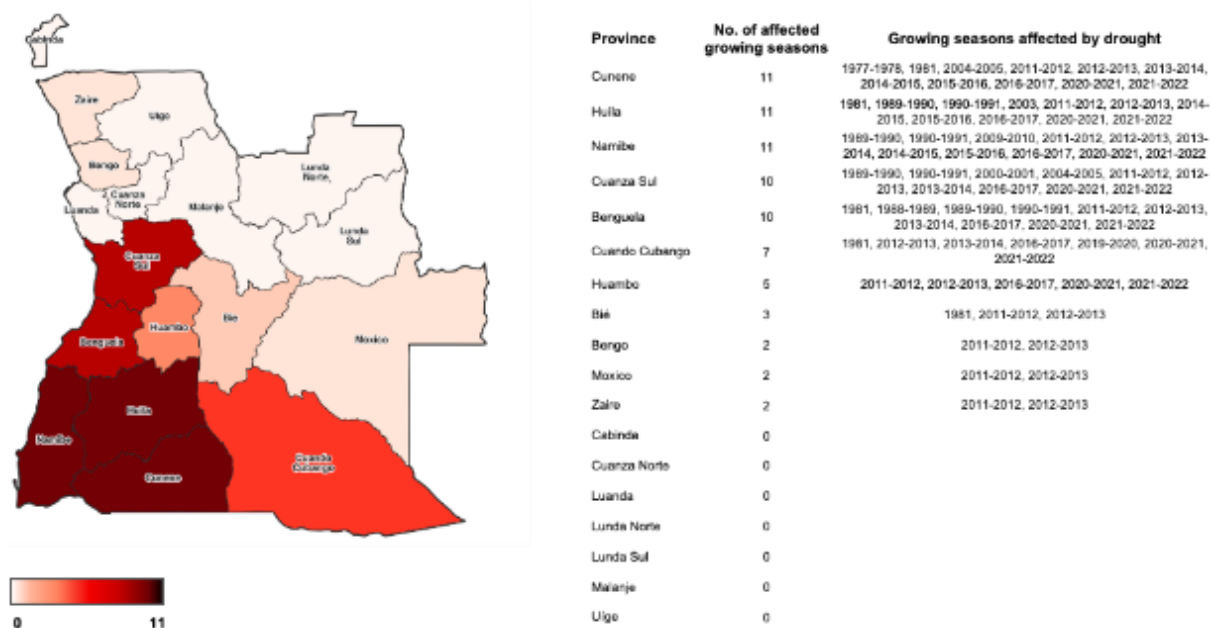 Cabinda
Zaire
Uige
Bengo
Luanda
Cuanza
Norte
Malanje
Lunda
Norte,
Lunda
Sul
Cuanza
Sul
Benguela
Huambo
Bie
Moxico
Huila
Namibe
Cunene
Cuando
Cubango
0 11
Province No. of affected growing seasons Growing seasons affected by drought
Cunene 11 1977-1978, 1981, 2004-2005, 2011-2012, 2012-2013, 2013-2014,
2014-2015, 2015-2016, 2016-2017, 2020-2021, 2021-2022
Huila 11 1981, 1989-1990, 1990-1991, 2003, 2011-2012, 2012-2013, 2014-
2015, 2015-2016, 2016-2017, 2020-2021, 2021-2022
Namibe 11 1989-1990, 1990-1991, 2009-2010, 2011-2012, 2012-2013, 2013-
2014, 2014-2015, 2015-2016, 2016-2017, 2020-2021, 2021-2022
Cuanza Sul 10 1989-1990, 1990-1991, 2000-2001, 2004-2005, 2011-2012, 2012-
2013, 2013-2014, 2016-2017, 2020-2021, 2021-2022
Benguela 10 1981, 1988-1989, 1989-1990, 1990-1991, 2011-2012, 2012-2013,
2013-2014, 2016-2017, 2020-2021, 2021-2022
Cuando Cubango 7 1981, 2012-2013, 2013-2014, 2016-2017, 2019-2020, 2020-2021,
2021-2022
Huambo 5 2011-2012, 2012-2013, 2016-2017, 2020-2021, 2021-2022
Bié 3 1981, 2011-2012, 2012-2013
Bengo 2 2011-2012, 2012-2013
Moxico 2 2011-2012, 2012-2013
Zaire 2 2011-2012, 2012-2013
Cabinda 0
Cuanza Norte 0
Luanda 0
Lunda Norte 0
Lunda Sul 0
Malanje 0
Uíge 0